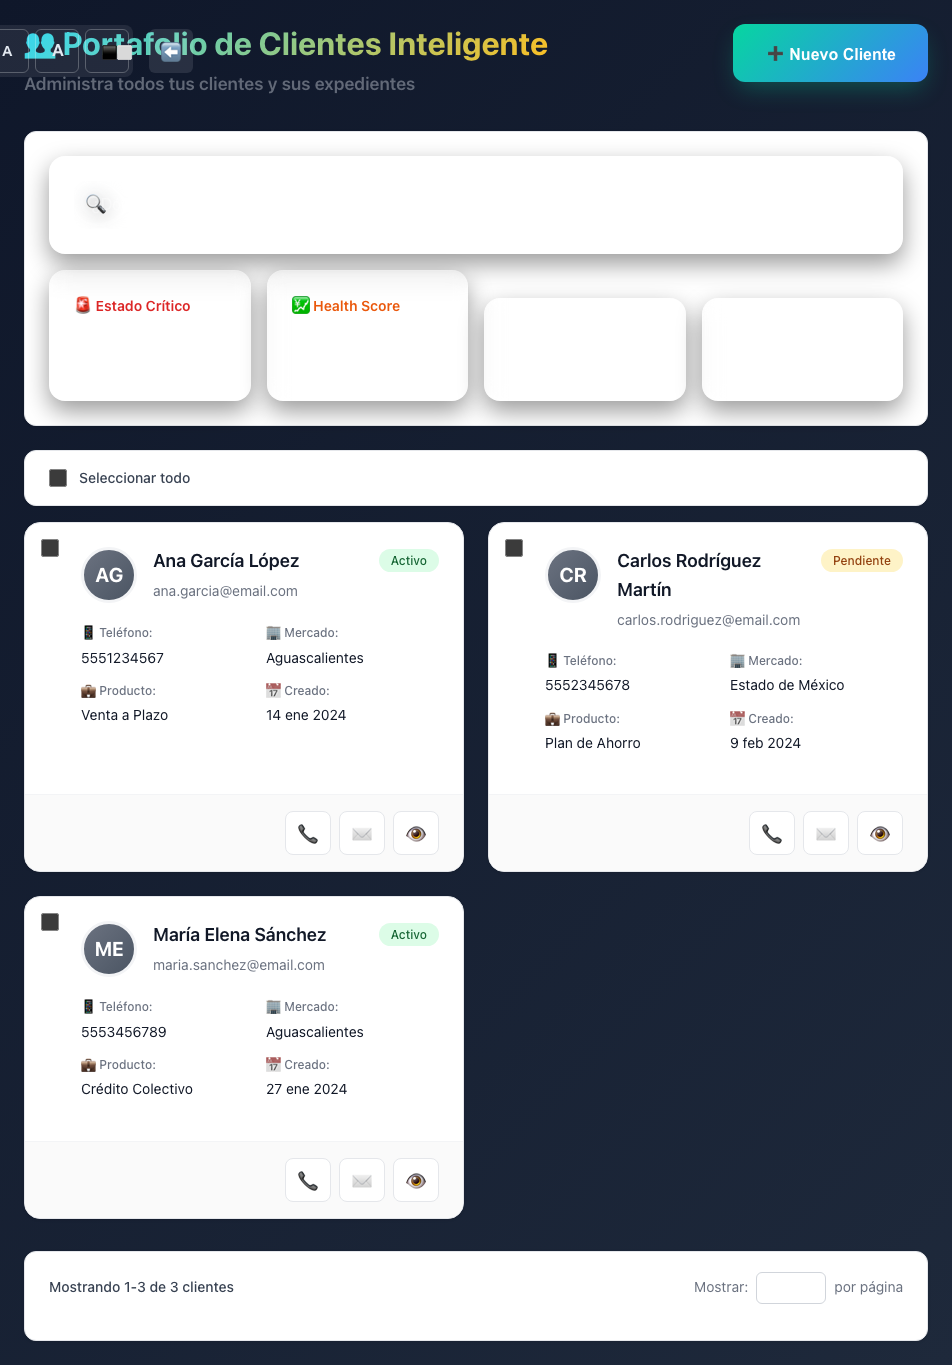 A
A
👥Portafolio de Clientes Inteligente
Administra todos tus clientes y sus expedientes
➕ Nuevo Cliente
🔍
🚨 Estado Crítico
💹 Health Score
Seleccionar todo
AG
Ana García López
Activo
ana.garcia@email.com
📱 Teléfono:
5551234567
🏢 Mercado:
Aguascalientes
💼 Producto:
Venta a Plazo
📅 Creado:
14 ene 2024
CR
Carlos Rodríguez
Martín
Pendiente
carlos.rodriguez@email.com
📱 Teléfono:
5552345678
🏢 Mercado:
Estado de México
💼 Producto:
Plan de Ahorro
📅 Creado:
9 feb 2024
ME
María Elena Sánchez
Activo
maria.sanchez@email.com
📱 Teléfono:
5553456789
🏢 Mercado:
Aguascalientes
💼 Producto:
Crédito Colectivo
📅 Creado:
27 ene 2024
Mostrando 1-3 de 3 clientes
Mostrar:
por página